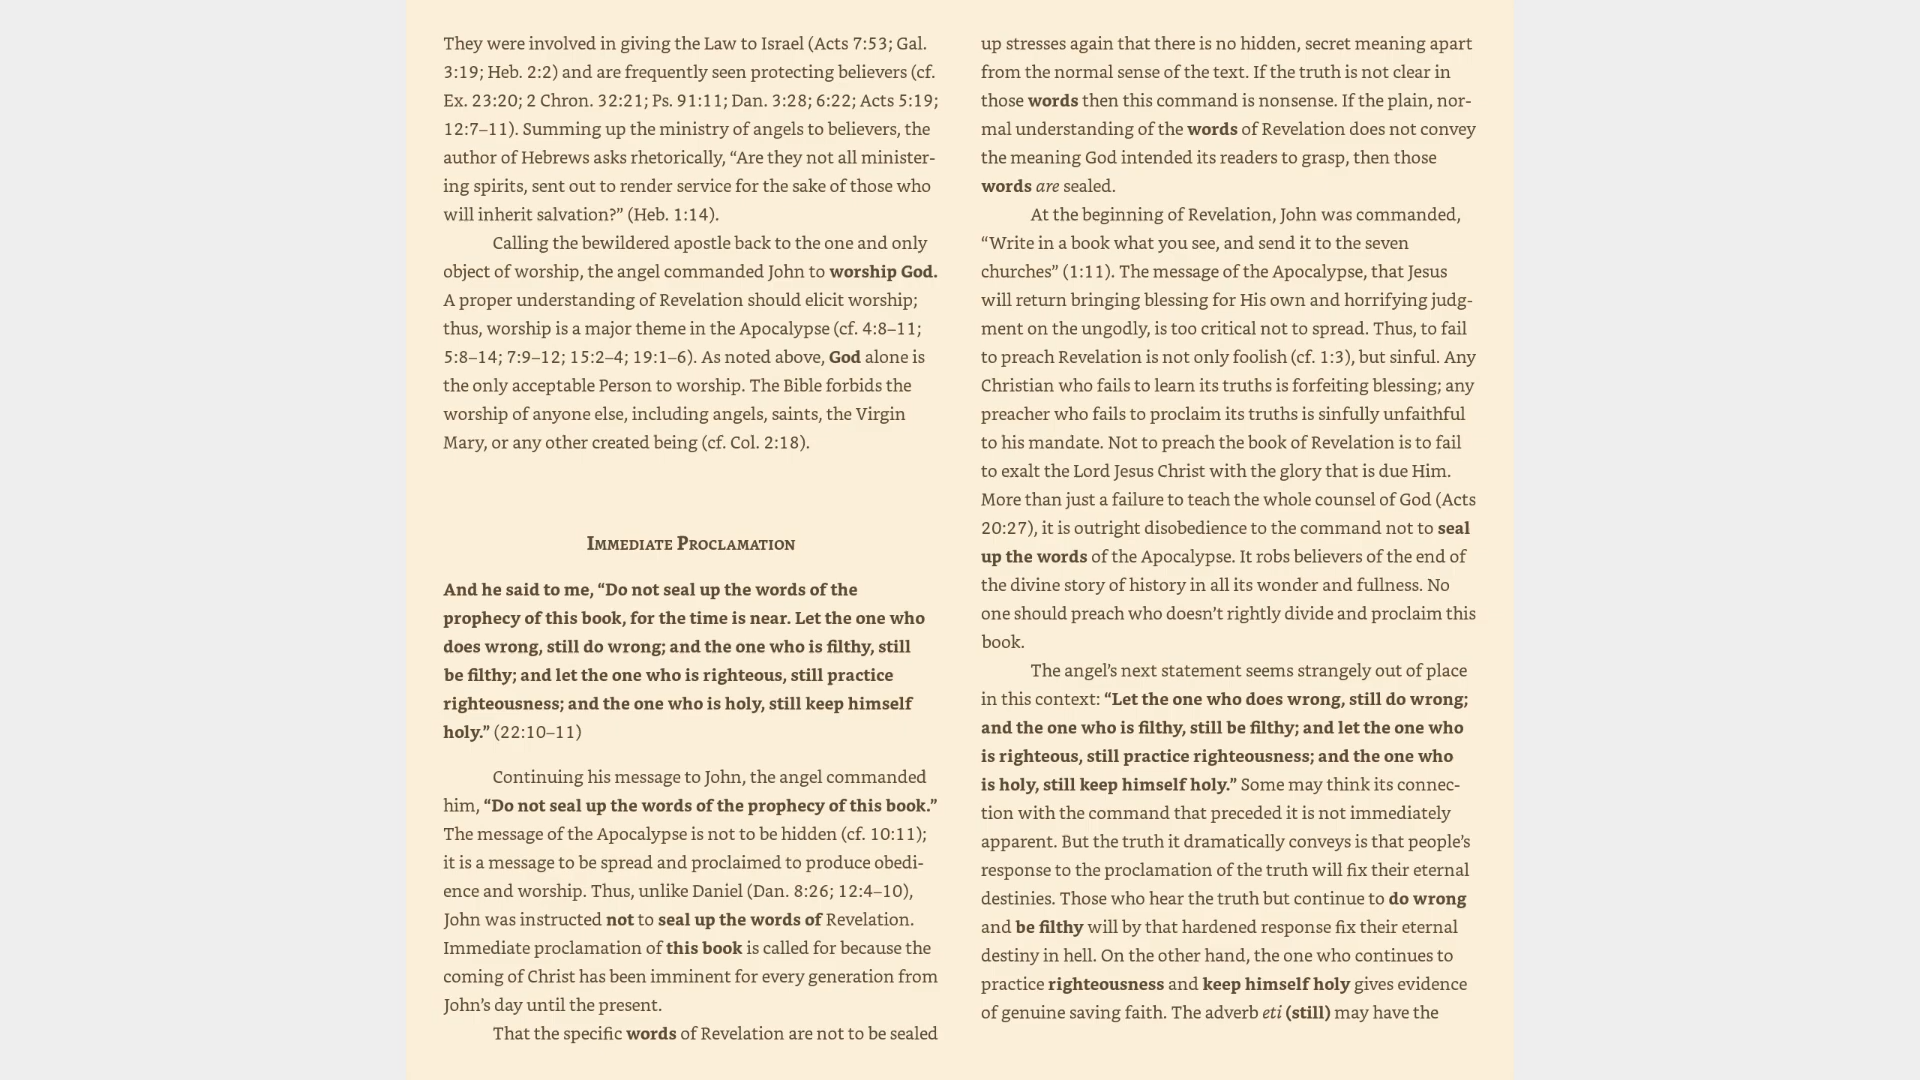 They were involved in giving the Law to Israel (Acts 7:53; Gal.
3:19; Heb. 2:2) and are frequently seen protecting believers (cf.
Ex. 23:20; 2 Chron. 32:21; Ps. 91:11; Dan. 3:28; 6:22; Acts 5:19;
12:7–11). Summing up the ministry of angels to believers, the
author of Hebrews asks rhetorically, “Are they not all minister-
ing spirits, sent out to render service for the sake of those who
will inherit salvation?” (Heb. 1:14).
Calling the bewildered apostle back to the one and only
object of worship, the angel commanded John to worship God.
A proper understanding of Revelation should elicit worship;
thus, worship is a major theme in the Apocalypse (cf. 4:8–11;
5:8–14; 7:9–12; 15:2–4; 19:1–6). As noted above, God alone is
the only acceptable Person to worship. The Bible forbids the
worship of anyone else, including angels, saints, the Virgin
Mary, or any other created being (cf. Col. 2:18).
Immediate Proclamation
And he said to me, “Do not seal up the words of the
prophecy of this book, for the time is near. Let the one who
does wrong, still do wrong; and the one who is filthy, still
be filthy; and let the one who is righteous, still practice
righteousness; and the one who is holy, still keep himself
holy.” (22:10–11)
Continuing his message to John, the angel commanded
him, “Do not seal up the words of the prophecy of this book.”
The message of the Apocalypse is not to be hidden (cf. 10:11);
it is a message to be spread and proclaimed to produce obedi-
ence and worship. Thus, unlike Daniel (Dan. 8:26; 12:4–10),
John was instructed not to seal up the words of Revelation.
Immediate proclamation of this book is called for because the
coming of Christ has been imminent for every generation from
John’s day until the present.
That the specific words of Revelation are not to be sealed
up stresses again that there is no hidden, secret meaning apart
from the normal sense of the text. If the truth is not clear in
those words then this command is nonsense. If the plain, nor-
mal understanding of the words of Revelation does not convey
the meaning God intended its readers to grasp, then those
words are sealed.
At the beginning of Revelation, John was commanded,
“Write in a book what you see, and send it to the seven
churches” (1:11). The message of the Apocalypse, that Jesus
will return bringing blessing for His own and horrifying judg-
ment on the ungodly, is too critical not to spread. Thus, to fail
to preach Revelation is not only foolish (cf. 1:3), but sinful. Any
Christian who fails to learn its truths is forfeiting blessing; any
preacher who fails to proclaim its truths is sinfully unfaithful
to his mandate. Not to preach the book of Revelation is to fail
to exalt the Lord Jesus Christ with the glory that is due Him.
More than just a failure to teach the whole counsel of God (Acts
20:27), it is outright disobedience to the command not to seal
up the words of the Apocalypse. It robs believers of the end of
the divine story of history in all its wonder and fullness. No
one should preach who doesn’t rightly divide and proclaim this
book.
The angel’s next statement seems strangely out of place
in this context: “Let the one who does wrong, still do wrong;
and the one who is filthy, still be filthy; and let the one who
is righteous, still practice righteousness; and the one who
is holy, still keep himself holy.” Some may think its connec-
tion with the command that preceded it is not immediately
apparent. But the truth it dramatically conveys is that people’s
response to the proclamation of the truth will fix their eternal
destinies. Those who hear the truth but continue to do wrong
and be filthy will by that hardened response fix their eternal
destiny in hell. On the other hand, the one who continues to
practice righteousness and keep himself holy gives evidence
of genuine saving faith. The adverb eti (still) may have the